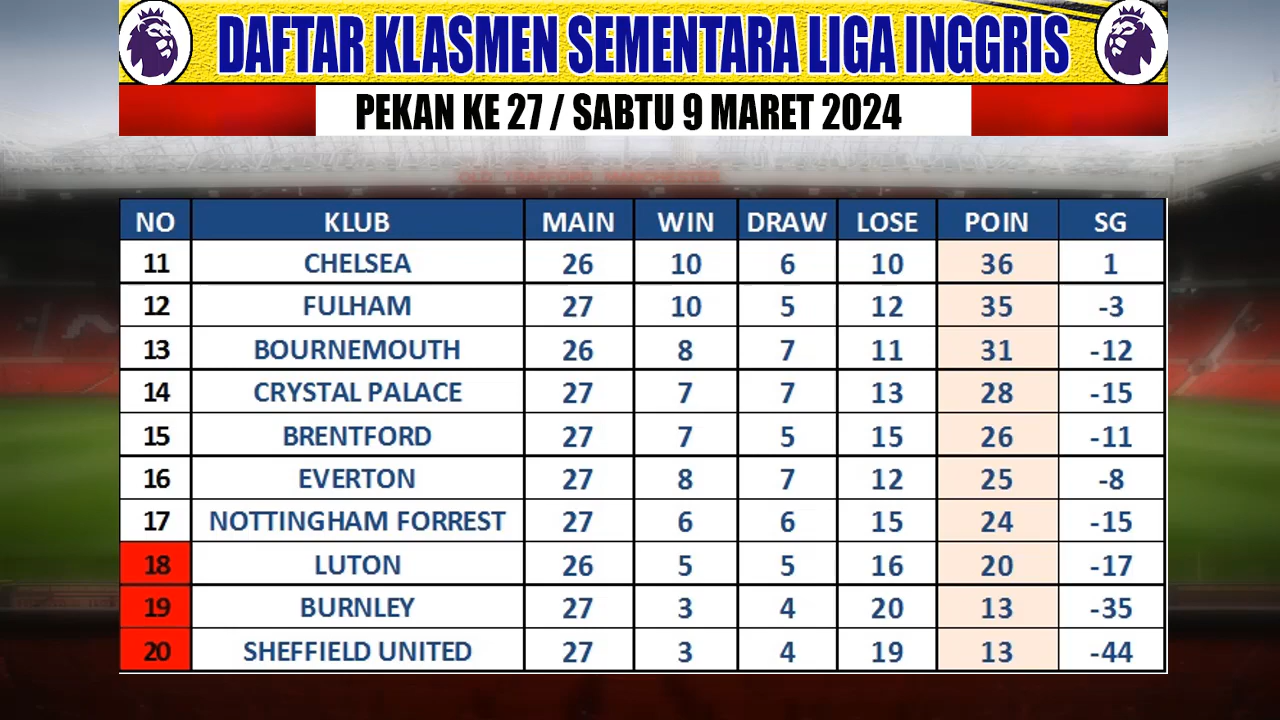 DAFTAR KLASMEN SEMENTARA LIGA INGGRIS
PEKAN KE 27 / SABTU 9 MARET 2024
OLD TRAFFORD MANCHESTER
NO KLUB MAIN WIN DRAW LOSE POIN SG
11 CHELSEA 26 10 6 10 36 1
12 FULHAM 27 10 5 12 35 -3
13 BOURNEMOUTH 26 8 7 11 31 -12
14 CRYSTAL PALACE 27 7 7 13 28 -15
15 BRENTFORD 27 7 5 15 26 -11
16 EVERTON 27 8 7 12 25 -8
17 NOTTINGHAM FORREST 27 6 6 15 24 -15
18 LUTON 26 5 5 16 20 -17
19 BURNLEY 27 3 4 20 13 -35
20 SHEFFIELD UNITED 27 3 4 19 13 -44